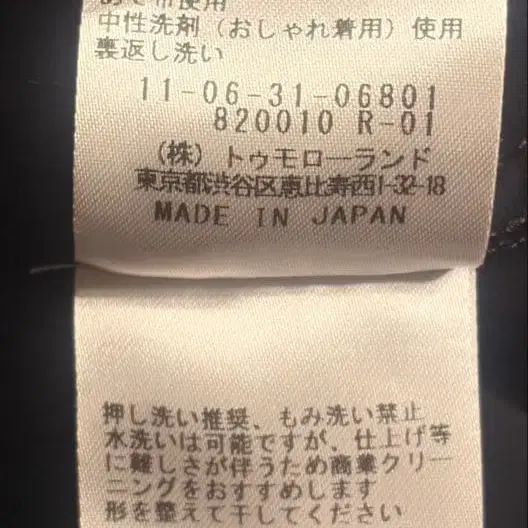 あて布使用
中性洗剤（おしゃれ着用）使用
裏返し洗い
11-06-31-06801
820010 R-01
（株）トゥモローランド
東京都渋谷区恵比寿西1-32-18
MADE IN JAPAN
押し洗い推奨、もみ洗い禁止
水洗いは可能ですが、仕上げ等
に難しさが伴うため商業クリー
ニングをおすすめします
形を整えて干してください